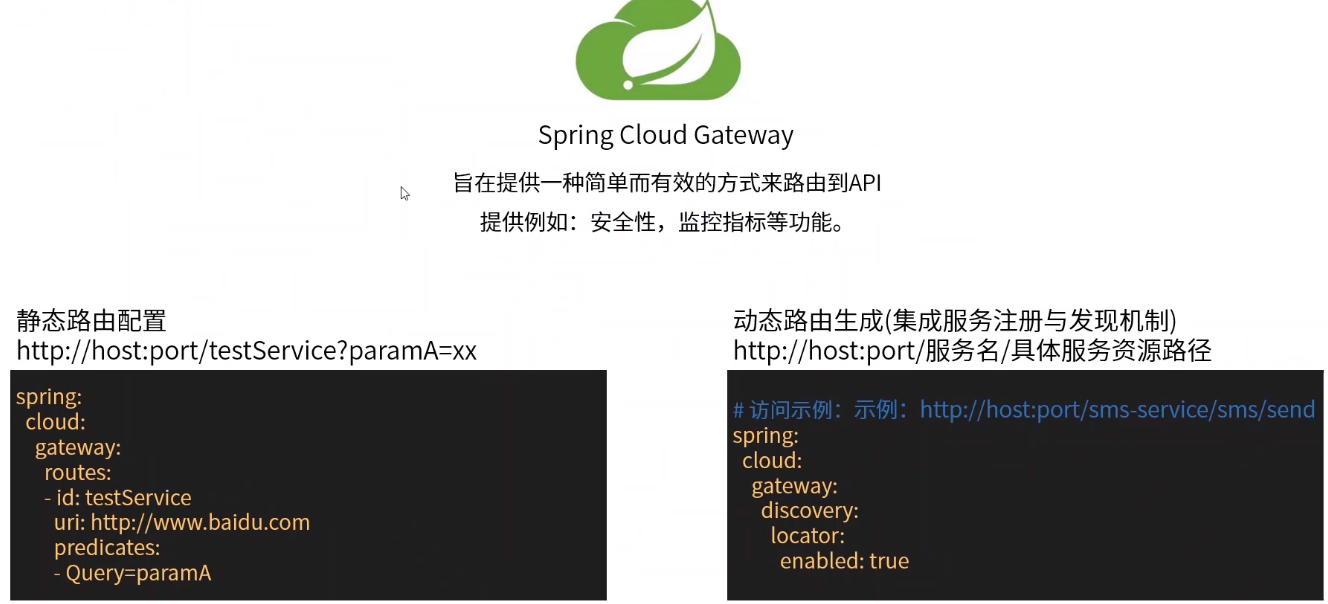 Spring Cloud Gateway
旨在提供一种简单而有效的方式来路由到API
提供例如：安全性，监控指标等功能。
静态路由配置
http://host:port/testService?paramA=xx
spring:
cloud:
gateway:
routes:
- id: testService
uri: http://www.baidu.com
predicates:
- Query=paramA
动态路由生成(集成服务注册与发现机制)
http://host:port/服务名/具体服务资源路径
# 访问示例：示例：http://host:port/sms-service/sms/send
spring:
cloud:
gateway:
discovery:
locator:
enabled: true